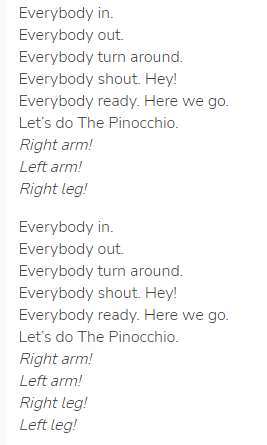 Everybody in.
Everybody out.
Everybody turn around.
Everybody shout. Hey!
Everybody ready. Here we go.
Let’s do The Pinocchio.
Right arm!
Left arm!
Right leg!
Everybody in.
Everybody out.
Everybody turn around.
Everybody shout. Hey!
Everybody ready. Here we go.
Let’s do The Pinocchio.
Right arm!
Left arm!
Right leg!
Left leg!